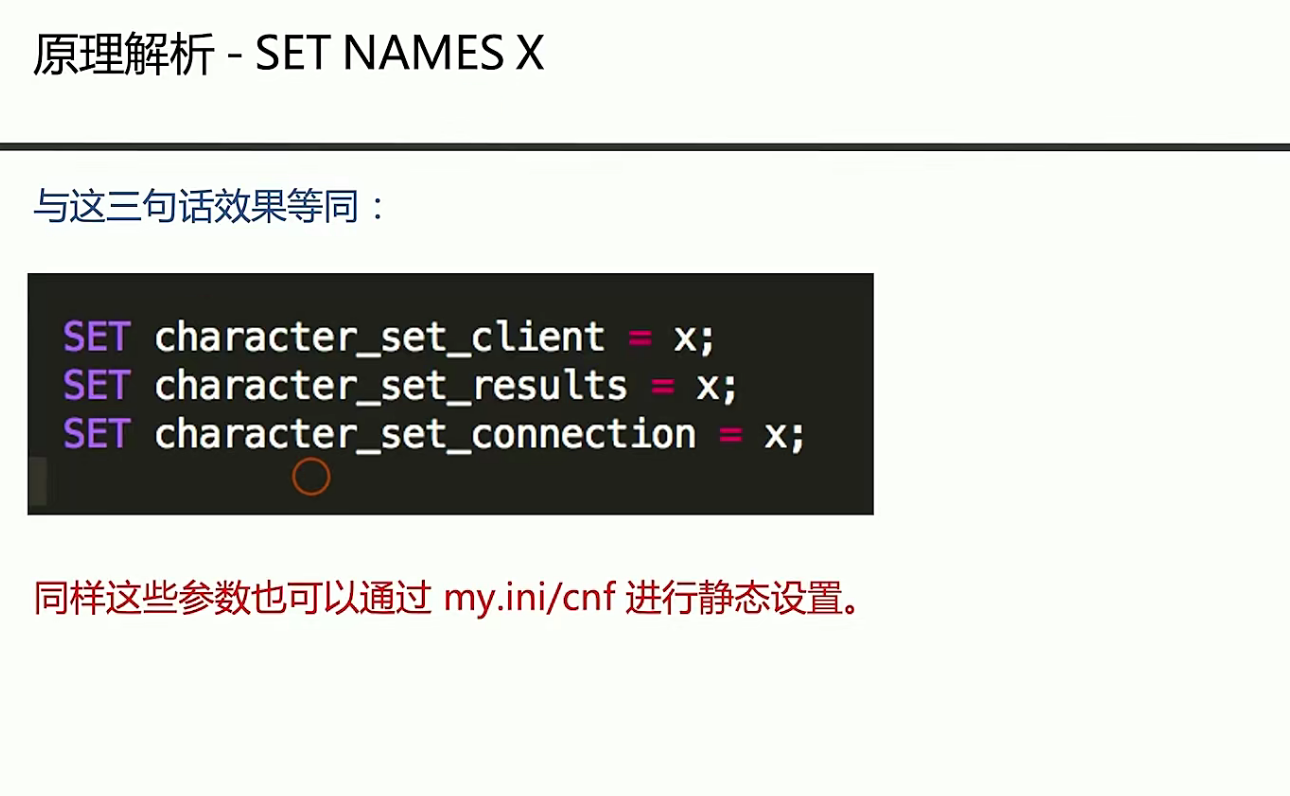 原理解析 - SET NAMES X
与这三句话效果等同：
SET character_set_client = x;
SET character_set_results = x;
SET character_set_connection = x;
同样这些参数也可以通过 my.ini/cnf 进行静态设置。